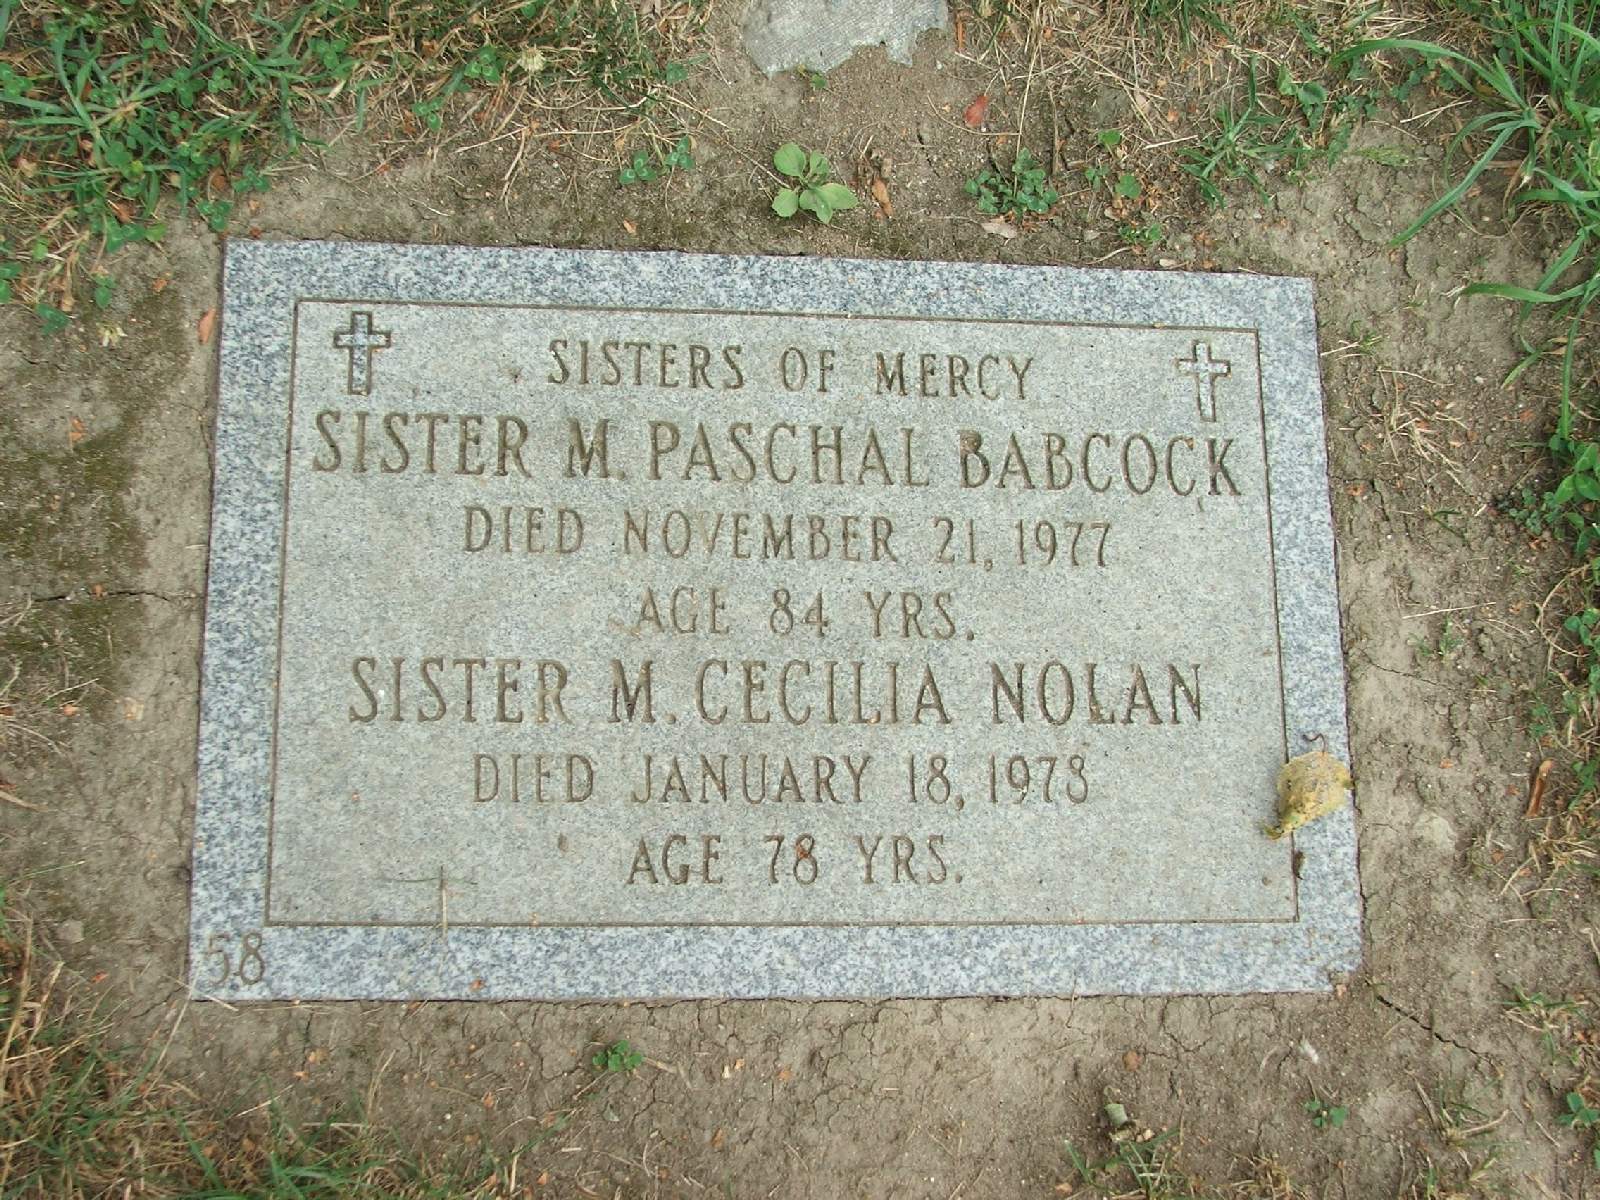 SISTERS OF MERCY
SISTER M. PASCHAL BABCOCK
DIED NOVEMBER 21, 1977
AGE 84 YRS.
SISTER M. CECILIA NOLAN
DIED JANUARY 18, 1978
AGE 78 YRS.
58